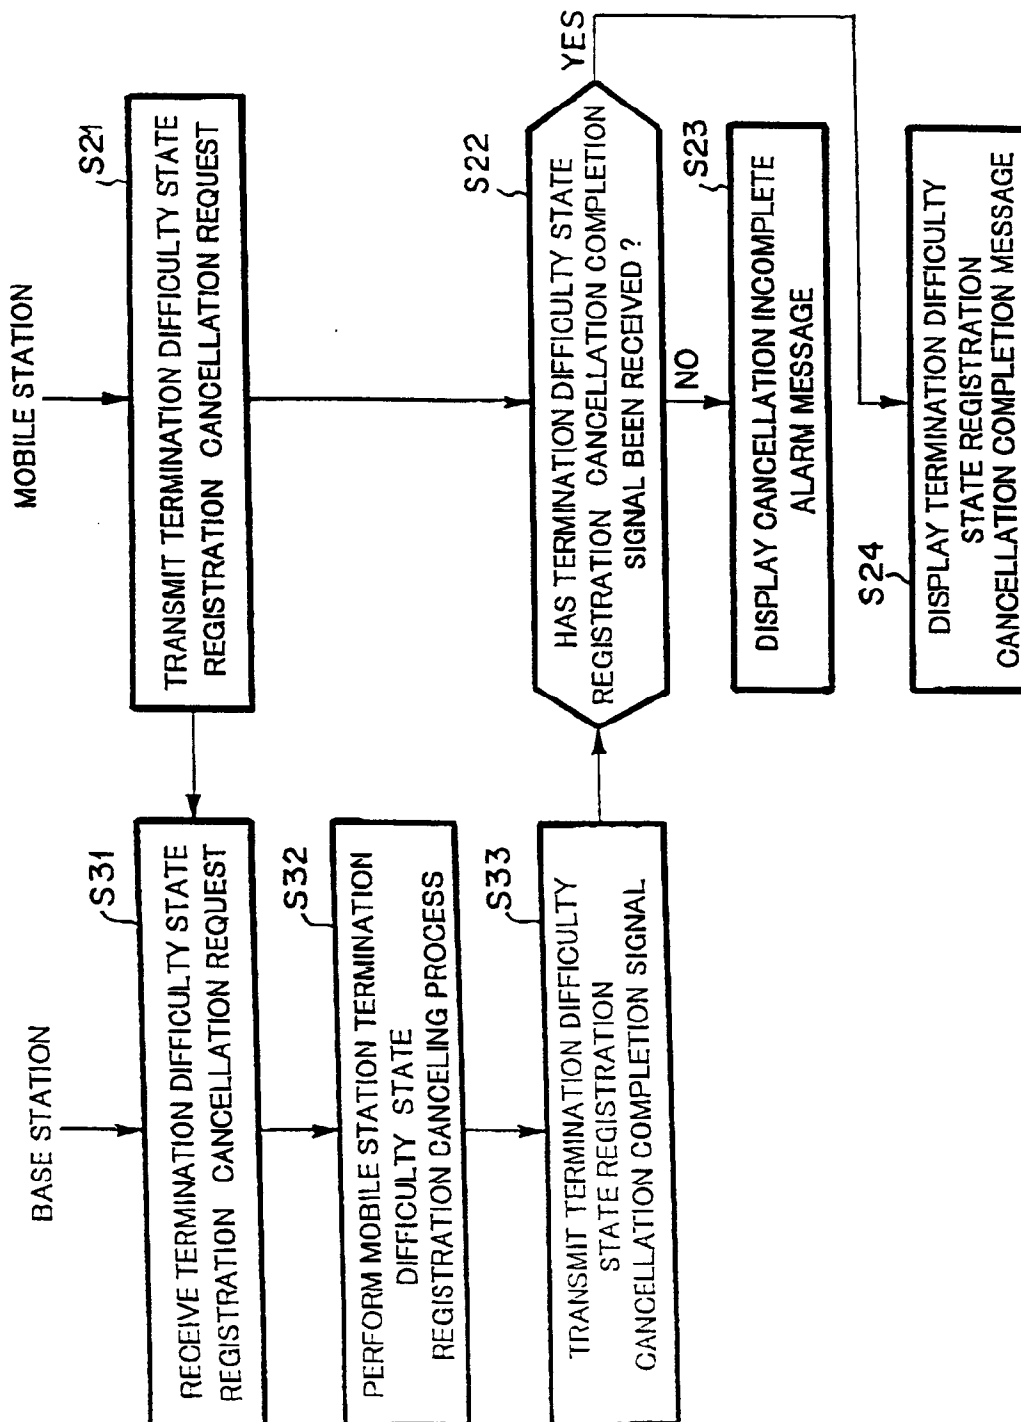 BASE STATION
S31
RECEIVE TERMINATION DIFFICULTY STATE
REGISTRATION CANCELLATION REQUEST
S32
PERFORM MOBILE STATION TERMINATION
DIFFICULTY STATE
REGISTRATION CANCELING PROCESS
S33
TRANSMIT TERMINATION DIFFICULTY
STATE REGISTRATION
CANCELLATION COMPLETION SIGNAL
MOBILE STATION
S21
TRANSMIT TERMINATION DIFFICULTY STATE
REGISTRATION CANCELLATION REQUEST
S22
HAS TERMINATION DIFFICULTY STATE
REGISTRATION CANCELLATION COMPLETION
SIGNAL BEEN RECEIVED ?
YES
NO
S23
DISPLAY CANCELLATION INCOMPLETE
ALARM MESSAGE
S24
DISPLAY TERMINATION DIFFICULTY
STATE REGISTRATION
CANCELLATION COMPLETION MESSAGE